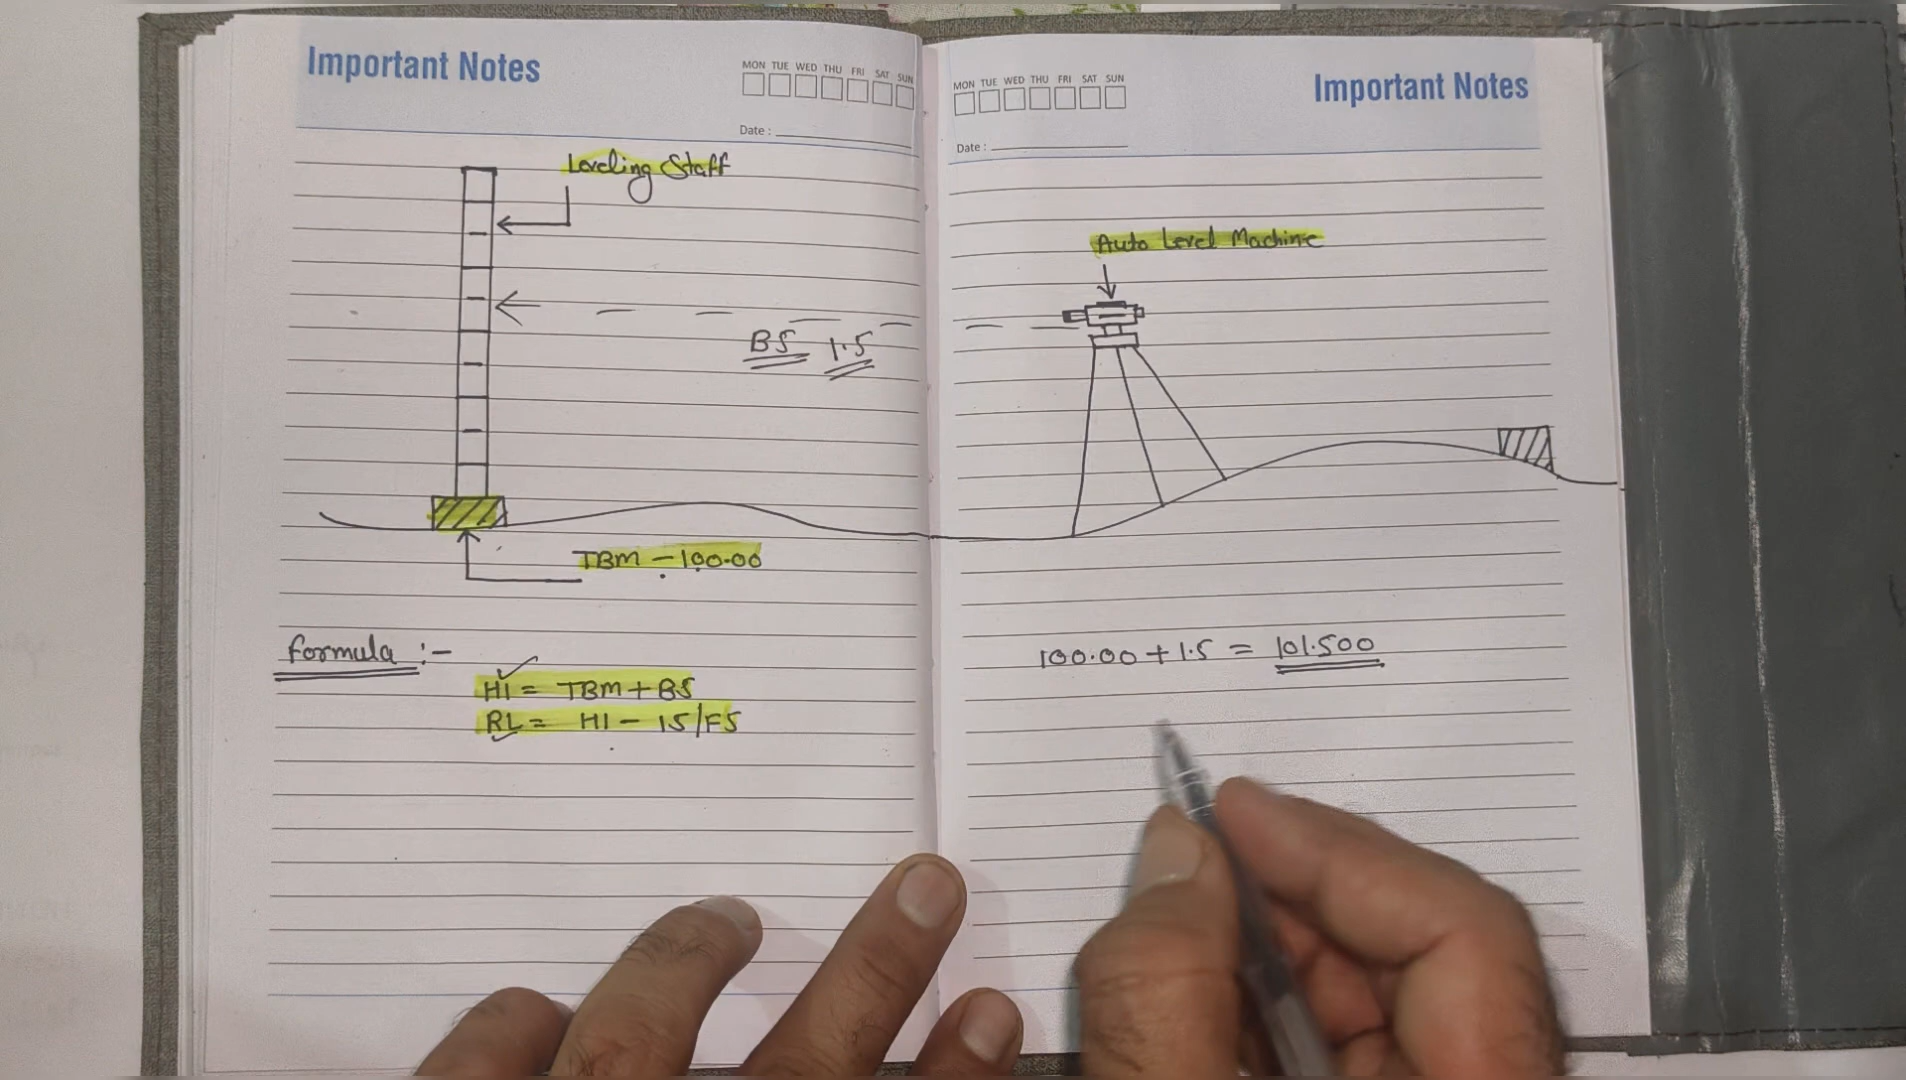 Important Notes
MON TUE WED THU FRI SAT SUN
Date :
Leveling Staff
BS 1.5
TBM - 100.00
formula :-
HI = TBM + BS
RL = HI - IS/FS
MON TUE WED THU FRI SAT SUN
Important Notes
Date :
Auto Level Machine
100.00 + 1.5 = 101.500